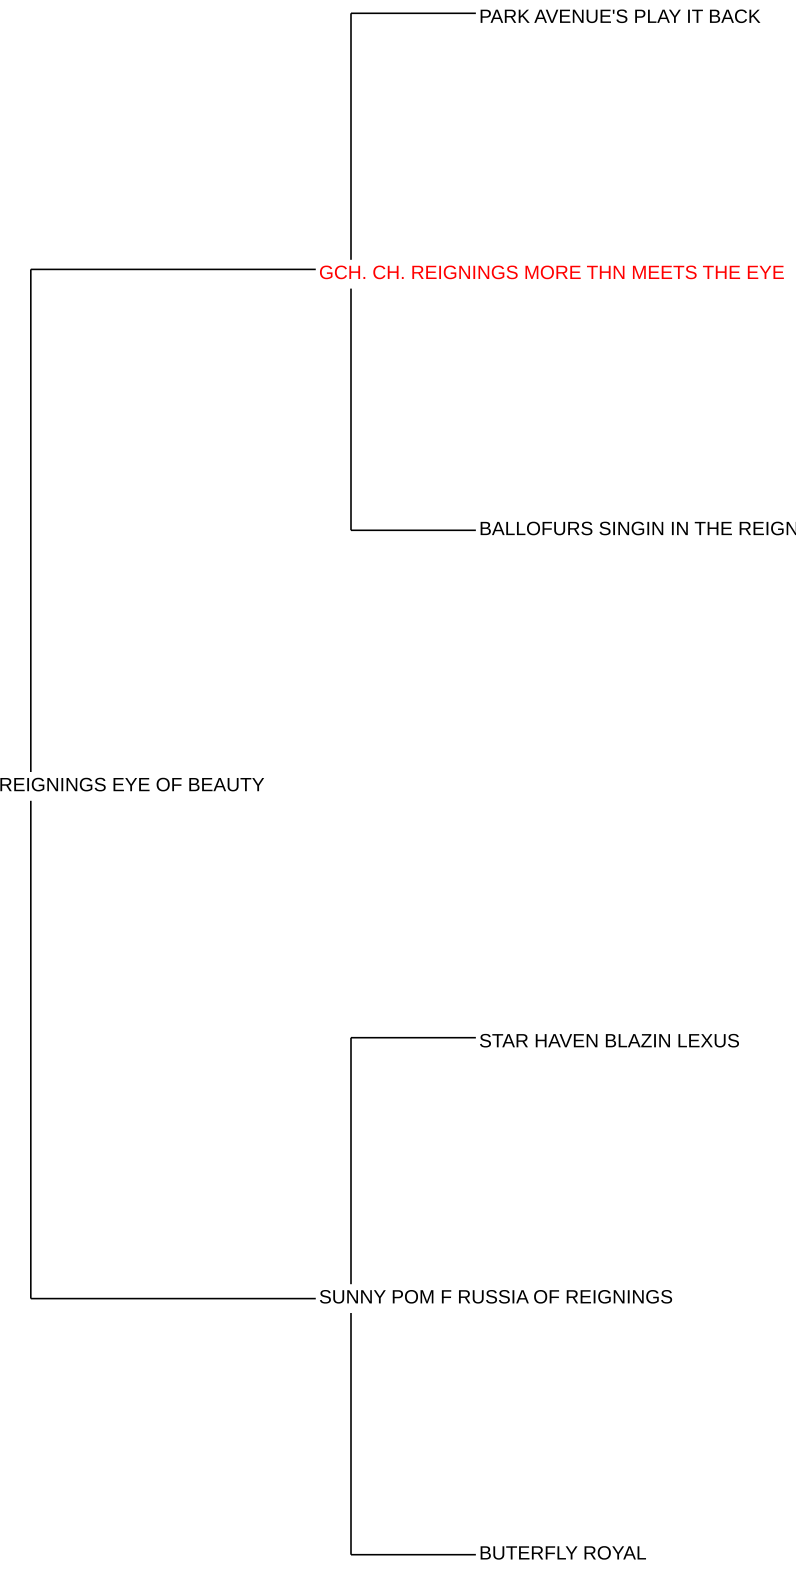 PARK AVENUE'S PLAY IT BACK
GCH. CH. REIGNINGS MORE THN MEETS THE EYE
BALLOFURS SINGIN IN THE REIGN
REIGNINGS EYE OF BEAUTY
STAR HAVEN BLAZIN LEXUS
SUNNY POM F RUSSIA OF REIGNINGS
BUTERFLY ROYAL